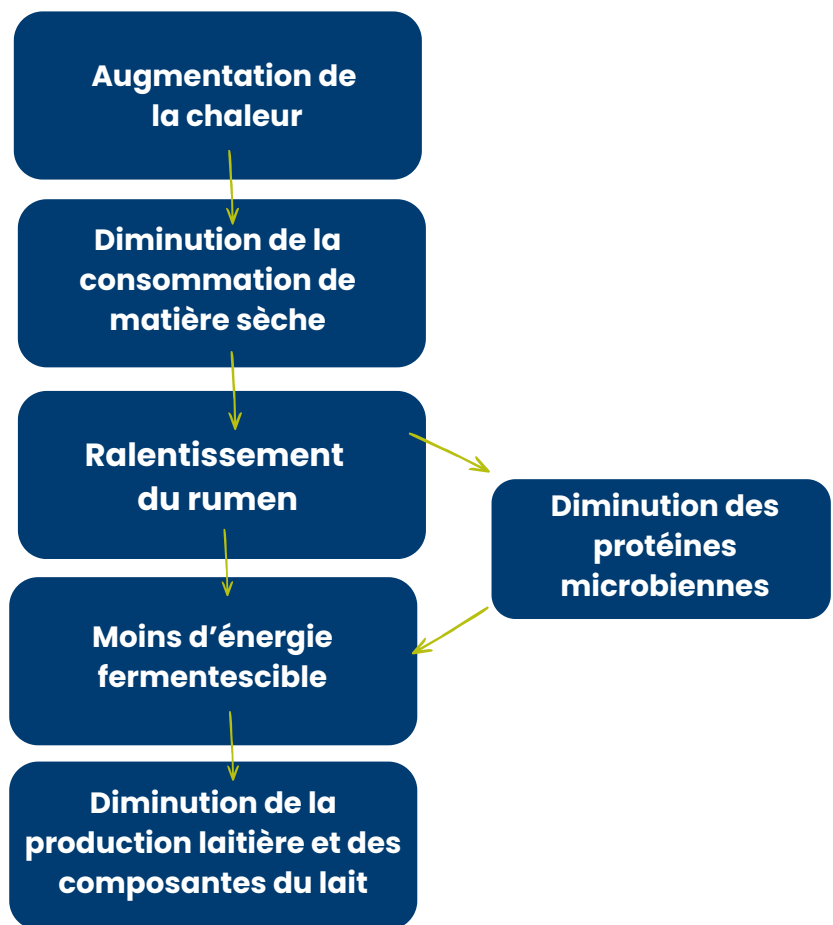 Augmentation de
la chaleur
Diminution de la
consommation de
matière sèche
Ralentissement
du rumen
Diminution des
protéines
microbiennes
Moins d’énergie
fermentescible
Diminution de la
production laitière et des
composantes du lait